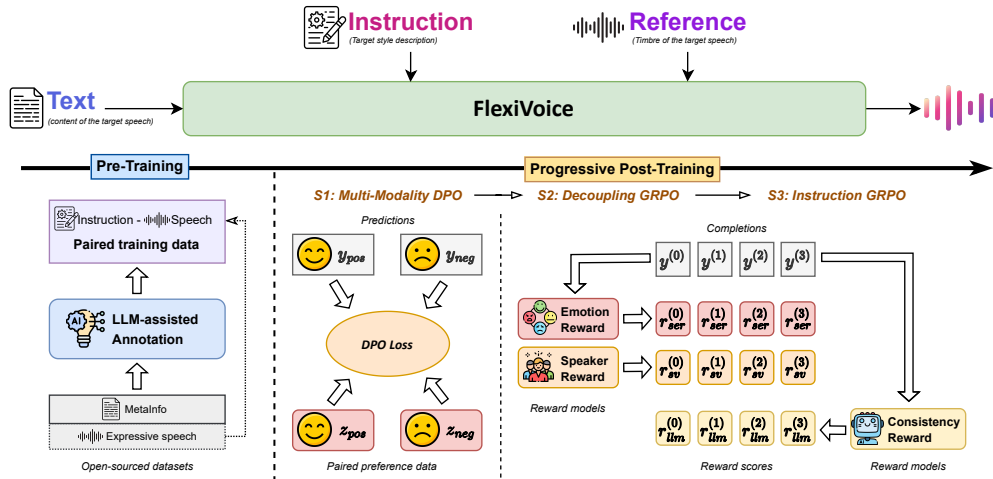 Instruction
(Target style description)
Reference
(Timbre of the target speech)
Text
(content of the target speech)
FlexiVoice
Pre-Training
Progressive Post-Training
S1: Multi-Modality DPO
S2: Decoupling GRPO
S3: Instruction GRPO
Instruction - Speech
Paired training data
LLM-assisted
Annotation
MetaInfo
Expressive speech
Open-sourced datasets
Predictions
y_pos
y_neg
DPO Loss
z_pos
z_neg
Paired preference data
Completions
y^(0) y^(1) y^(2) y^(3)
Emotion
Reward
r_ser^(0) r_ser^(1) r_ser^(2) r_ser^(3)
Speaker
Reward
r_sv^(0) r_sv^(1) r_sv^(2) r_sv^(3)
Reward models
r_llm^(0) r_llm^(1) r_llm^(2) r_llm^(3)
Consistency
Reward
Reward scores
Reward models
AI